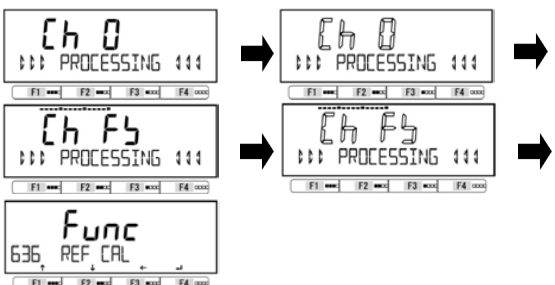 Ch 0
PROCESSING
F1 F2 F3 F4
Ch 0
PROCESSING
F1 F2 F3 F4
Ch FS
PROCESSING
F1 F2 F3 F4
Ch FS
PROCESSING
F1 F2 F3 F4
Func
636 REF CAL
F1 F2 F3 F4